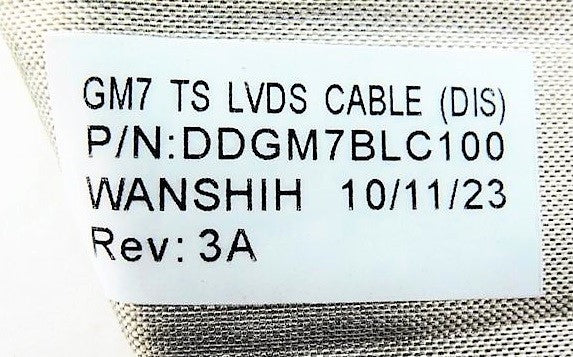 GM7 TS LVDS CABLE (DIS)
P/N:DDGM7BLC100
WANSHIH 10/11/23
Rev: 3A